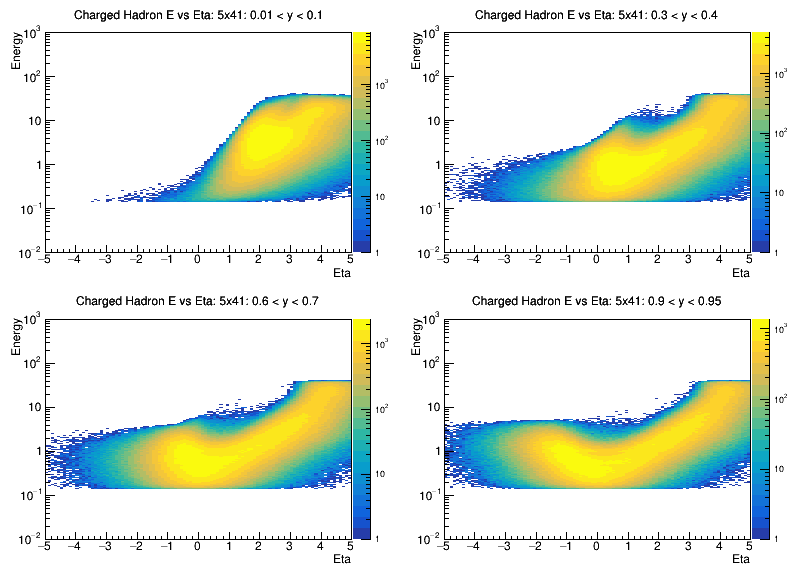 Charged Hadron E vs Eta: 5x41: 0.01 < y < 0.1
Energy
10³
10²
10
1
10⁻¹
10⁻²
−5 −4 −3 −2 −1 0 1 2 3 4 5
Eta
10³
10²
10
1
Charged Hadron E vs Eta: 5x41: 0.3 < y < 0.4
Energy
10³
10²
10
1
10⁻¹
10⁻²
−5 −4 −3 −2 −1 0 1 2 3 4 5
Eta
10³
10²
10
1
Charged Hadron E vs Eta: 5x41: 0.6 < y < 0.7
Energy
10³
10²
10
1
10⁻¹
10⁻²
−5 −4 −3 −2 −1 0 1 2 3 4 5
Eta
10³
10²
10
1
Charged Hadron E vs Eta: 5x41: 0.9 < y < 0.95
Energy
10³
10²
10
1
10⁻¹
10⁻²
−5 −4 −3 −2 −1 0 1 2 3 4 5
Eta
10³
10²
10
1